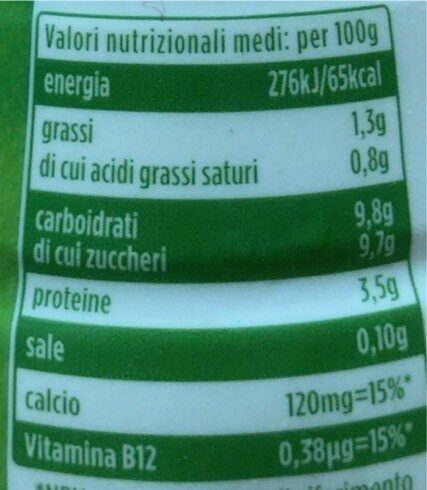 Valori nutrizionali medi: per 100g
energia 276kJ/65kcal
grassi 1,3g
di cui acidi grassi saturi 0,8g
carboidrati 9,8g
di cui zuccheri 9,7g
proteine 3,5g
sale 0,10g
calcio 120mg=15%*
Vitamina B12 0,38µg=15%*